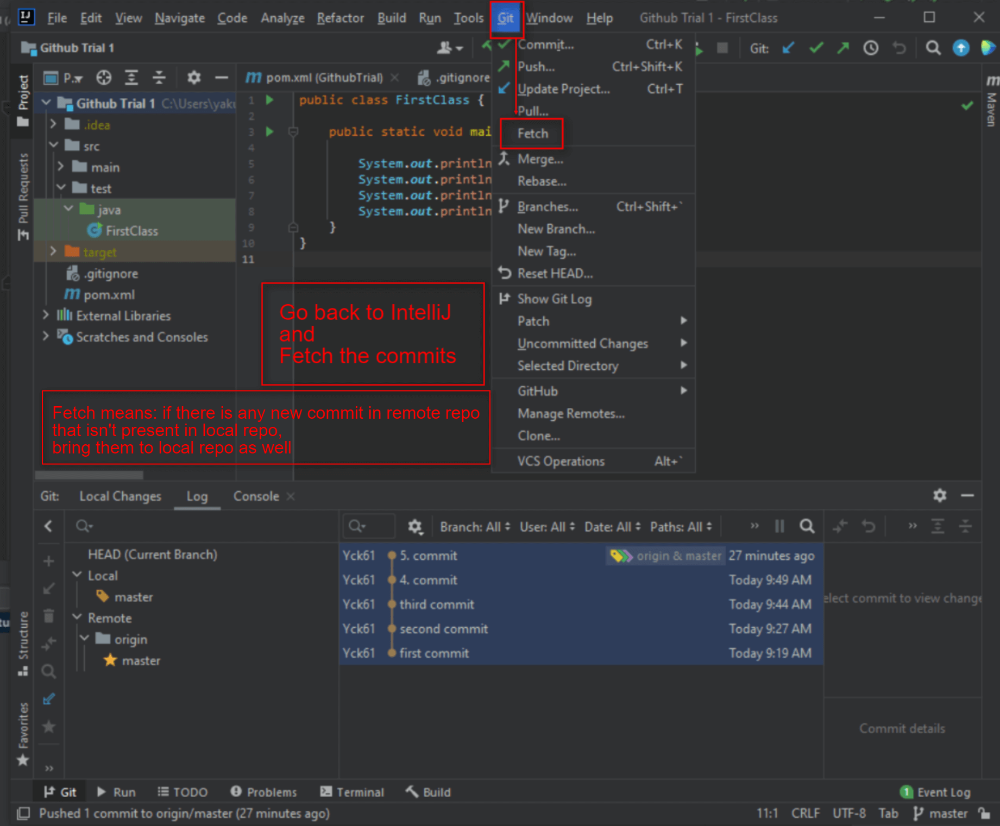 File Edit View Navigate Code Analyze Refactor Build Run Tools Git Window Help Github Trial 1 - FirstClass
Github Trial 1
Git:
P..
pom.xml (GithubTrial)
.gitignore
Commit... Ctrl+K
Push... Ctrl+Shift+K
Update Project... Ctrl+T
Pull...
Fetch
Merge...
Rebase...
Branches... Ctrl+Shift+`
New Branch...
New Tag...
Reset HEAD...
Show Git Log
Patch
Uncommitted Changes
Selected Directory
GitHub
Manage Remotes...
Clone...
VCS Operations Alt+`
Project
Pull Requests
Structure
Favorites
m
Maven
Github Trial 1 C:\Users\yaku
.idea
src
main
test
java
FirstClass
target
.gitignore
pom.xml
External Libraries
Scratches and Consoles
1 public class FirstClass {
2
3 public static void mai
4
5 System.out.println
6 System.out.println
7 System.out.println
8 System.out.println
9 }
10 }
11
Go back to IntelliJ
and
Fetch the commits
Fetch means: if there is any new commit in remote repo
that isn't present in local repo,
bring them to local repo as well
Git: Local Changes Log Console
Branch: All User: All Date: All Paths: All
HEAD (Current Branch)
Local
master
Remote
origin
master
Yck61 5. commit origin & master 27 minutes ago
Yck61 4. commit Today 9:49 AM
Yck61 third commit Today 9:44 AM
Yck61 second commit Today 9:27 AM
Yck61 first commit Today 9:19 AM
elect commit to view change
Commit details
Git Run TODO Problems Terminal Build 1 Event Log
Pushed 1 commit to origin/master (27 minutes ago) 11:1 CRLF UTF-8 Tab master